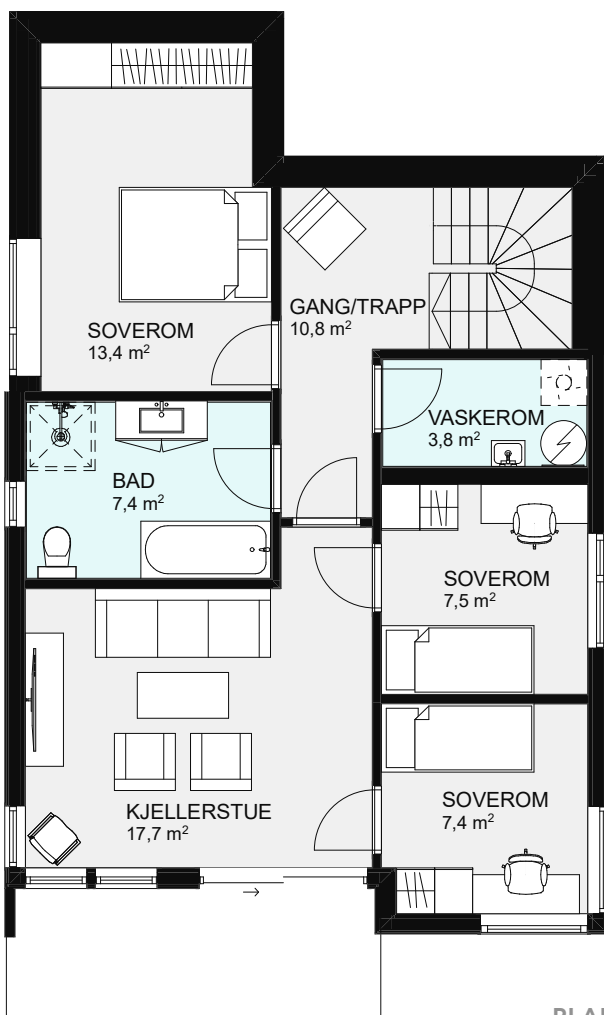 GANG/TRAPP
10,8 m²
SOVEROM
13,4 m²
VASKEROM
3,8 m²
BAD
7,4 m²
SOVEROM
7,5 m²
SOVEROM
7,4 m²
KJELLERSTUE
17,7 m²